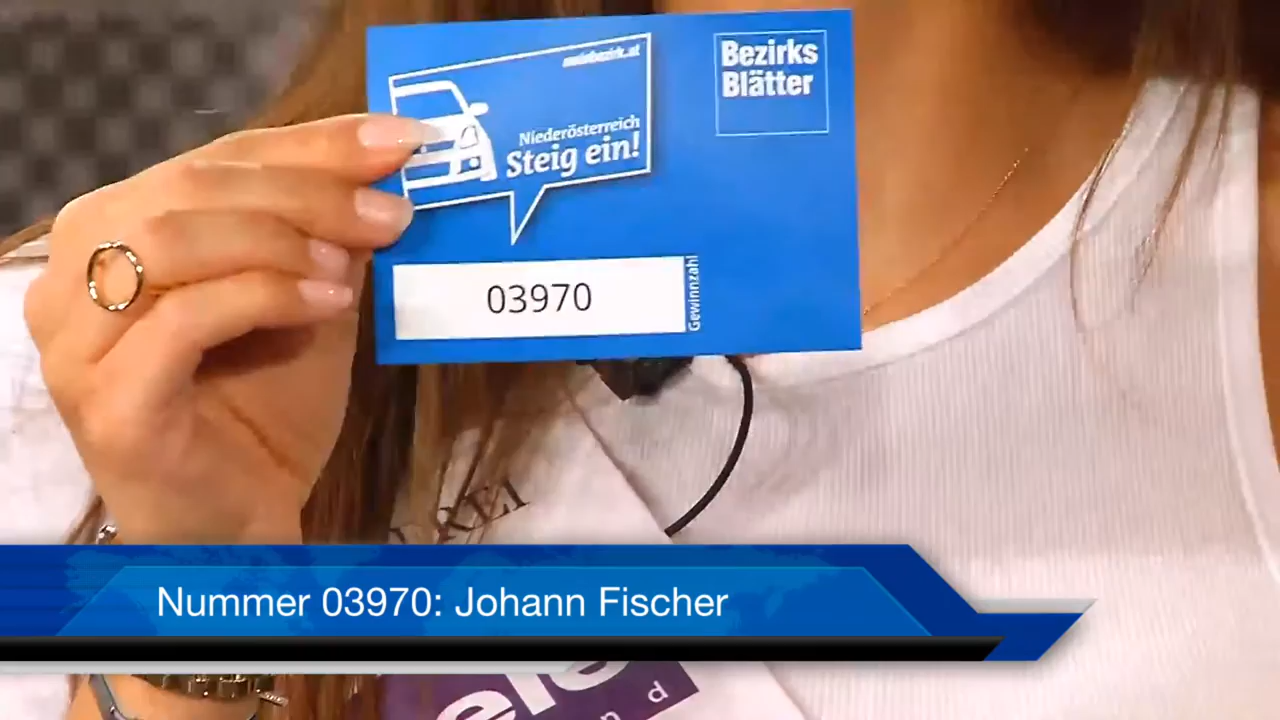 meinbezirk.at
Bezirks
Blätter
Niederösterreich
Steig ein!
03970
Gewinnzahl
Nummer 03970: Johann Fischer